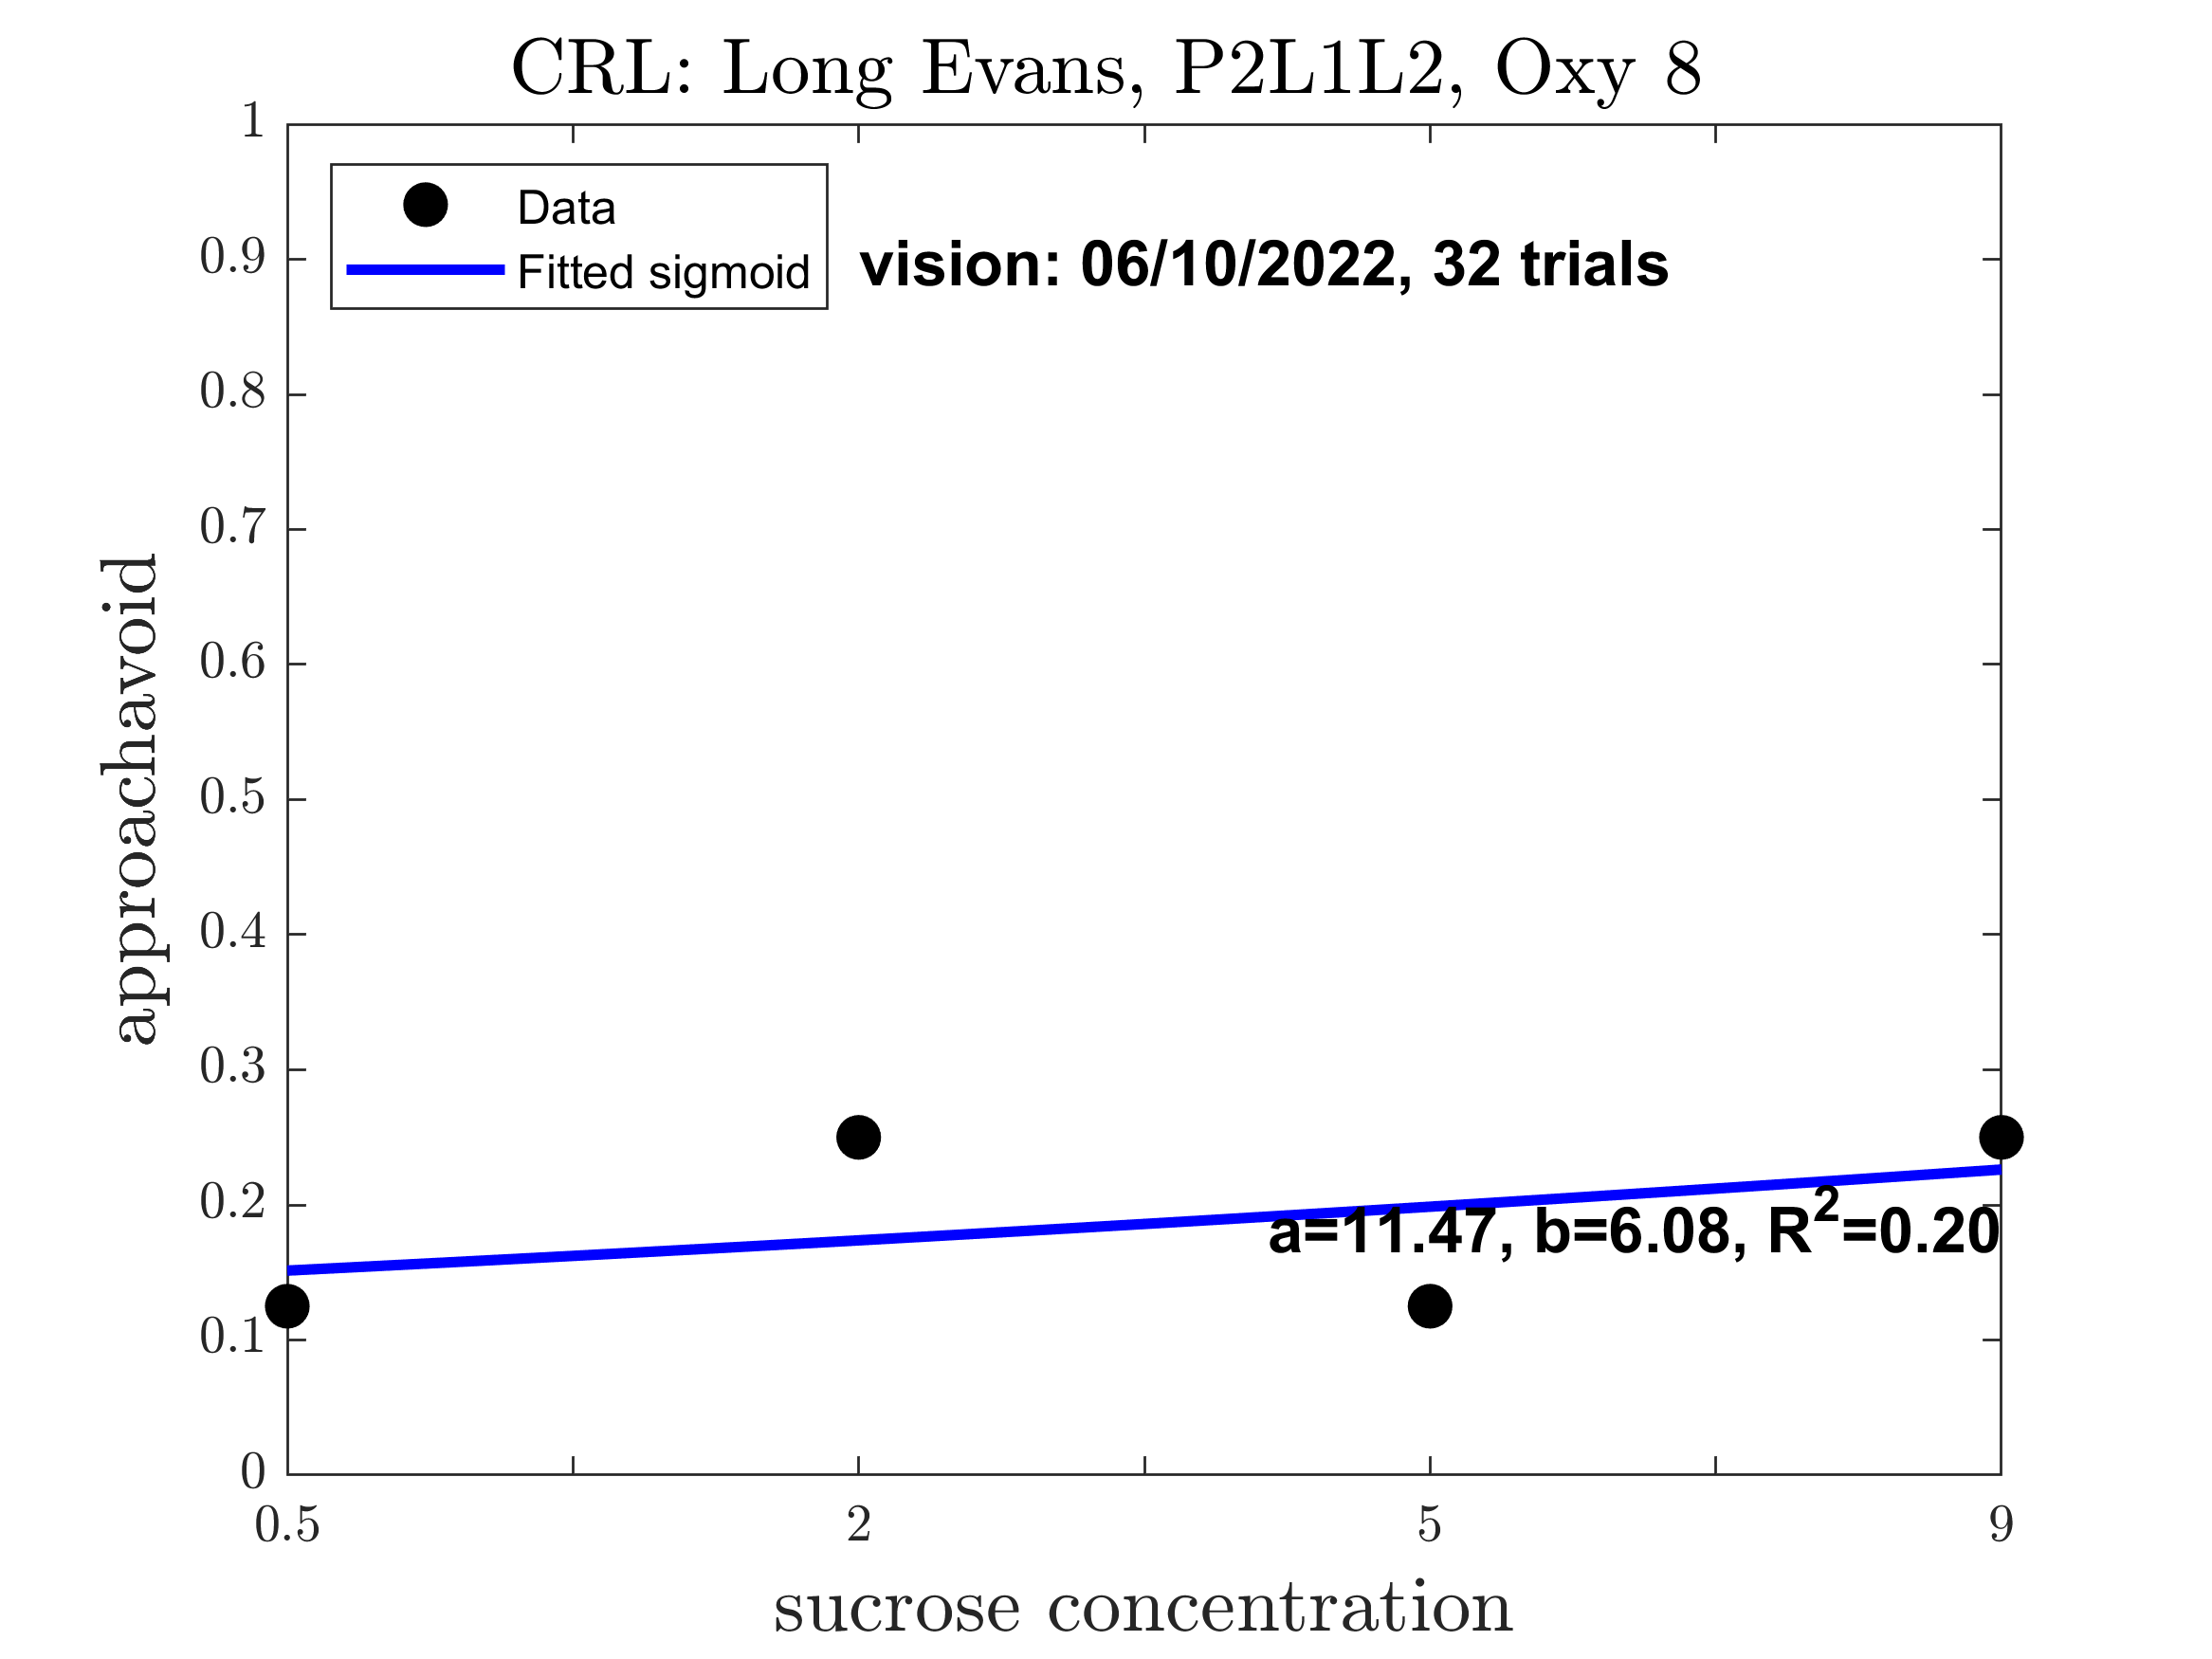 CRL: Long Evans, P2L1L2, Oxy 8
1
Data
Fitted sigmoid
vision: 06/10/2022, 32 trials
0.9
0.8
0.7
0.6
0.5
0.4
0.3
0.2
0.1
0
approachavoid
a=11.47, b=6.08, R²=0.20
0.5 2 5 9
sucrose concentration